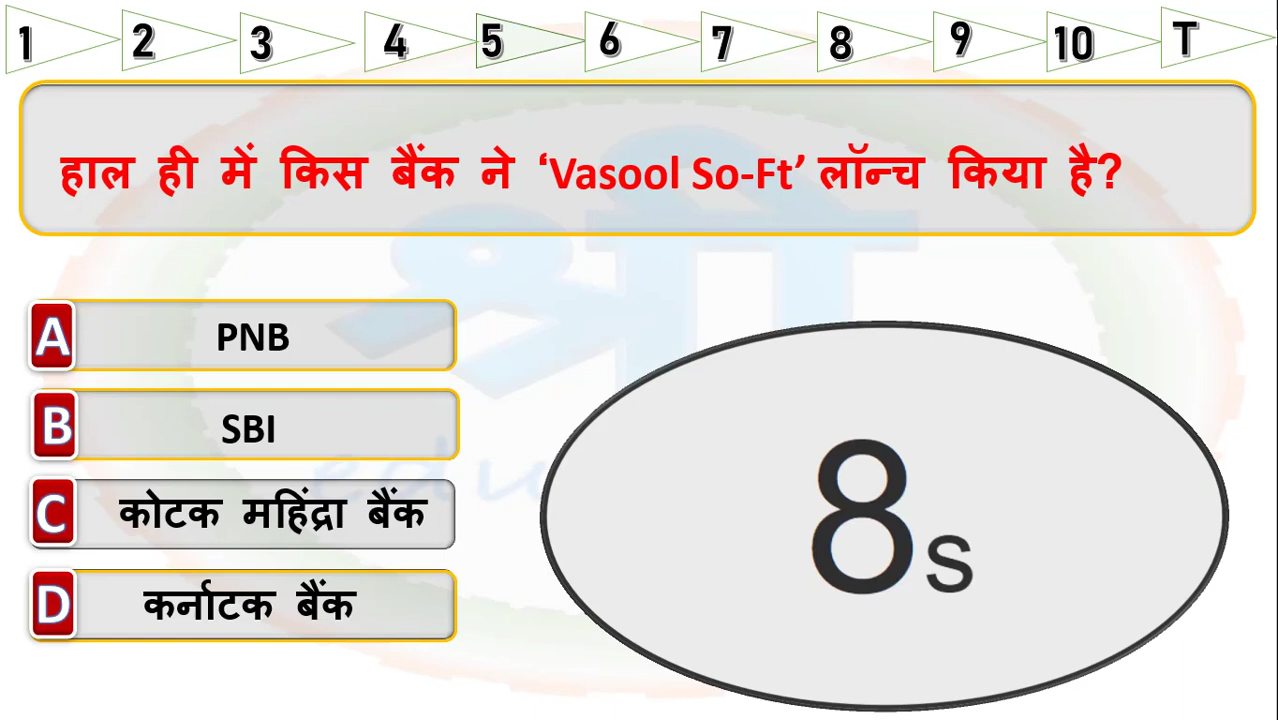 1 2 3 4 5 6 7 8 9 10 T
हाल ही में किस बैंक ने ‘Vasool So-Ft’ लॉन्च किया है?
A PNB
B SBI
C कोटक महिंद्रा बैंक
D कर्नाटक बैंक
8s
श्री
edu